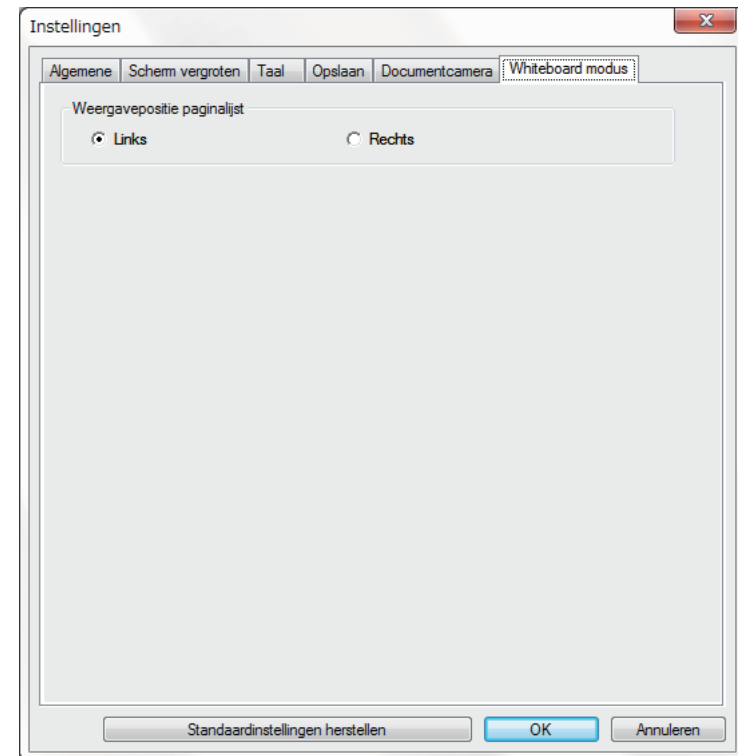 Instellingen
Algemene Scherm vergroten Taal Opslaan Documentcamera Whiteboard modus
Weergavepositie paginalijst
Links Rechts
Standaardinstellingen herstellen OK Annuleren